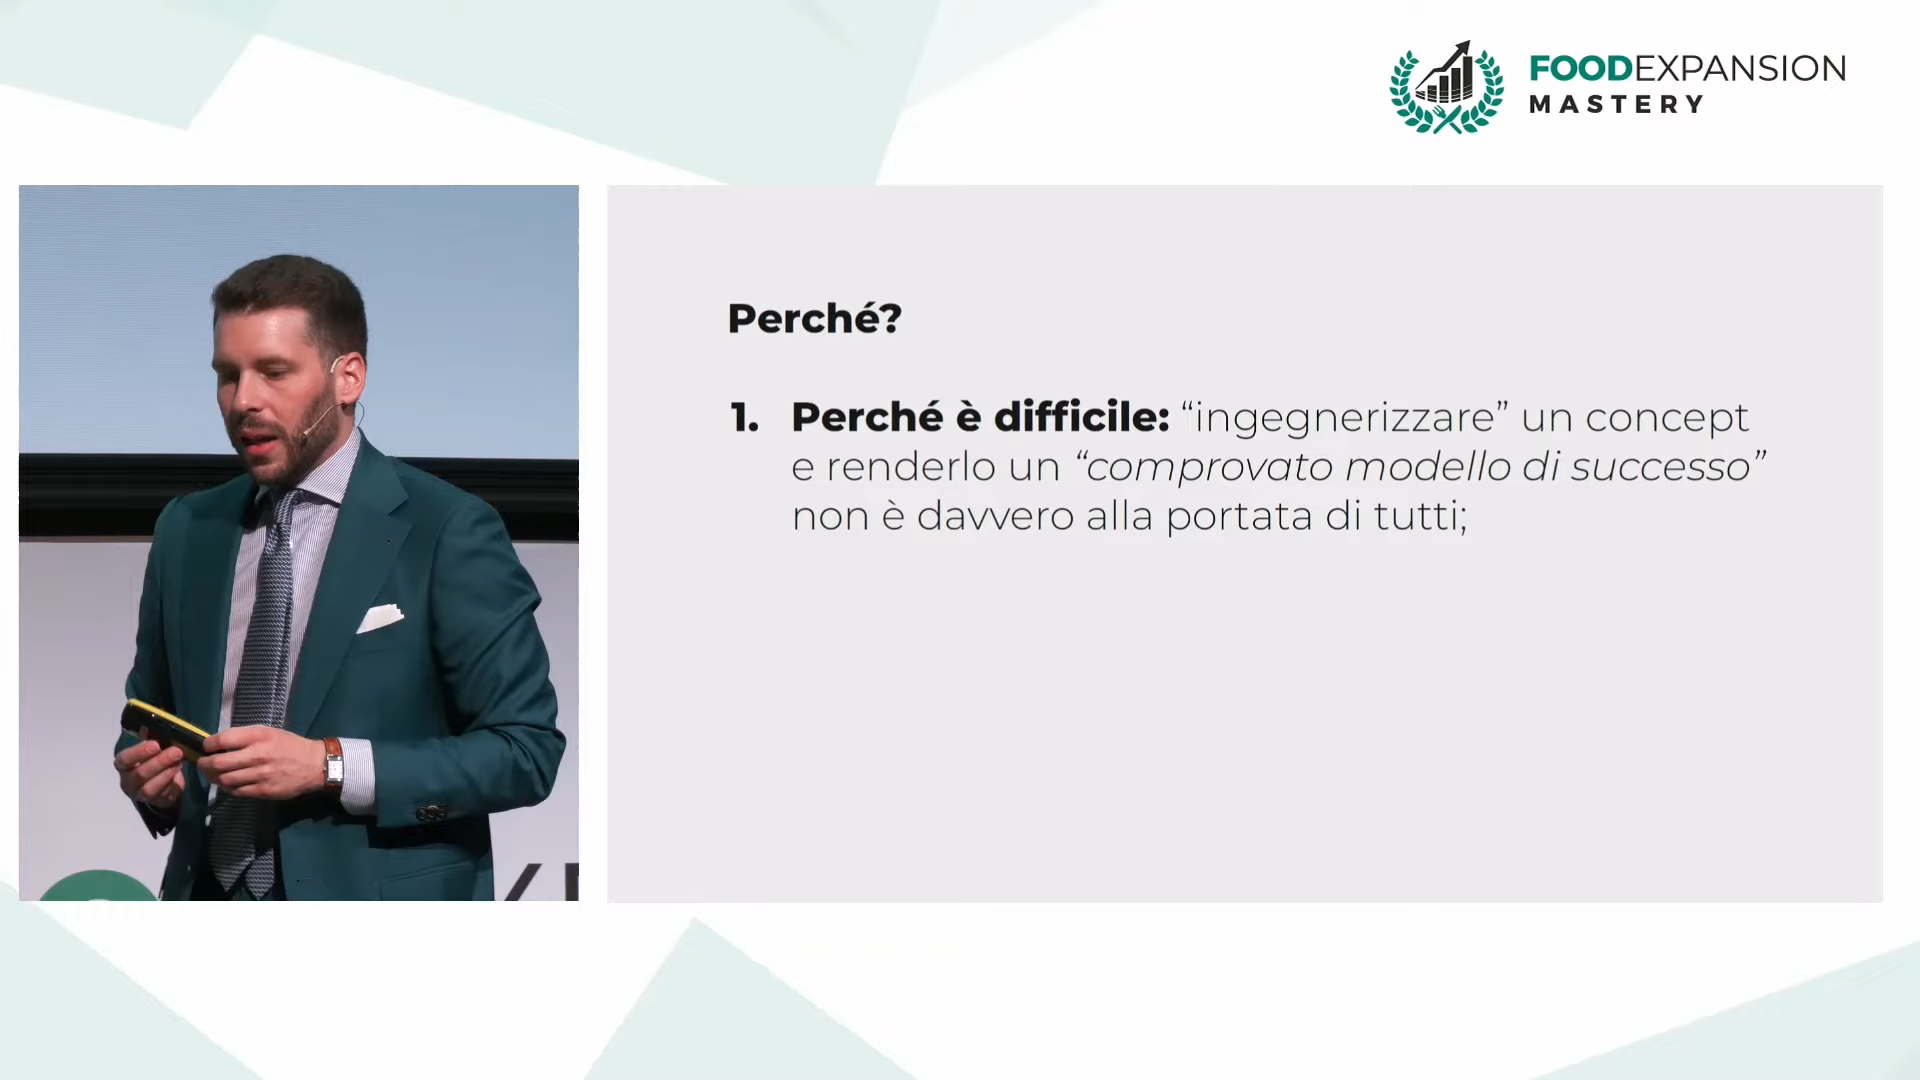 FOODEXPANSION
MASTERY
Perché?
1. Perché è difficile: “ingegnerizzare” un concept
e renderlo un “comprovato modello di successo”
non è davvero alla portata di tutti;